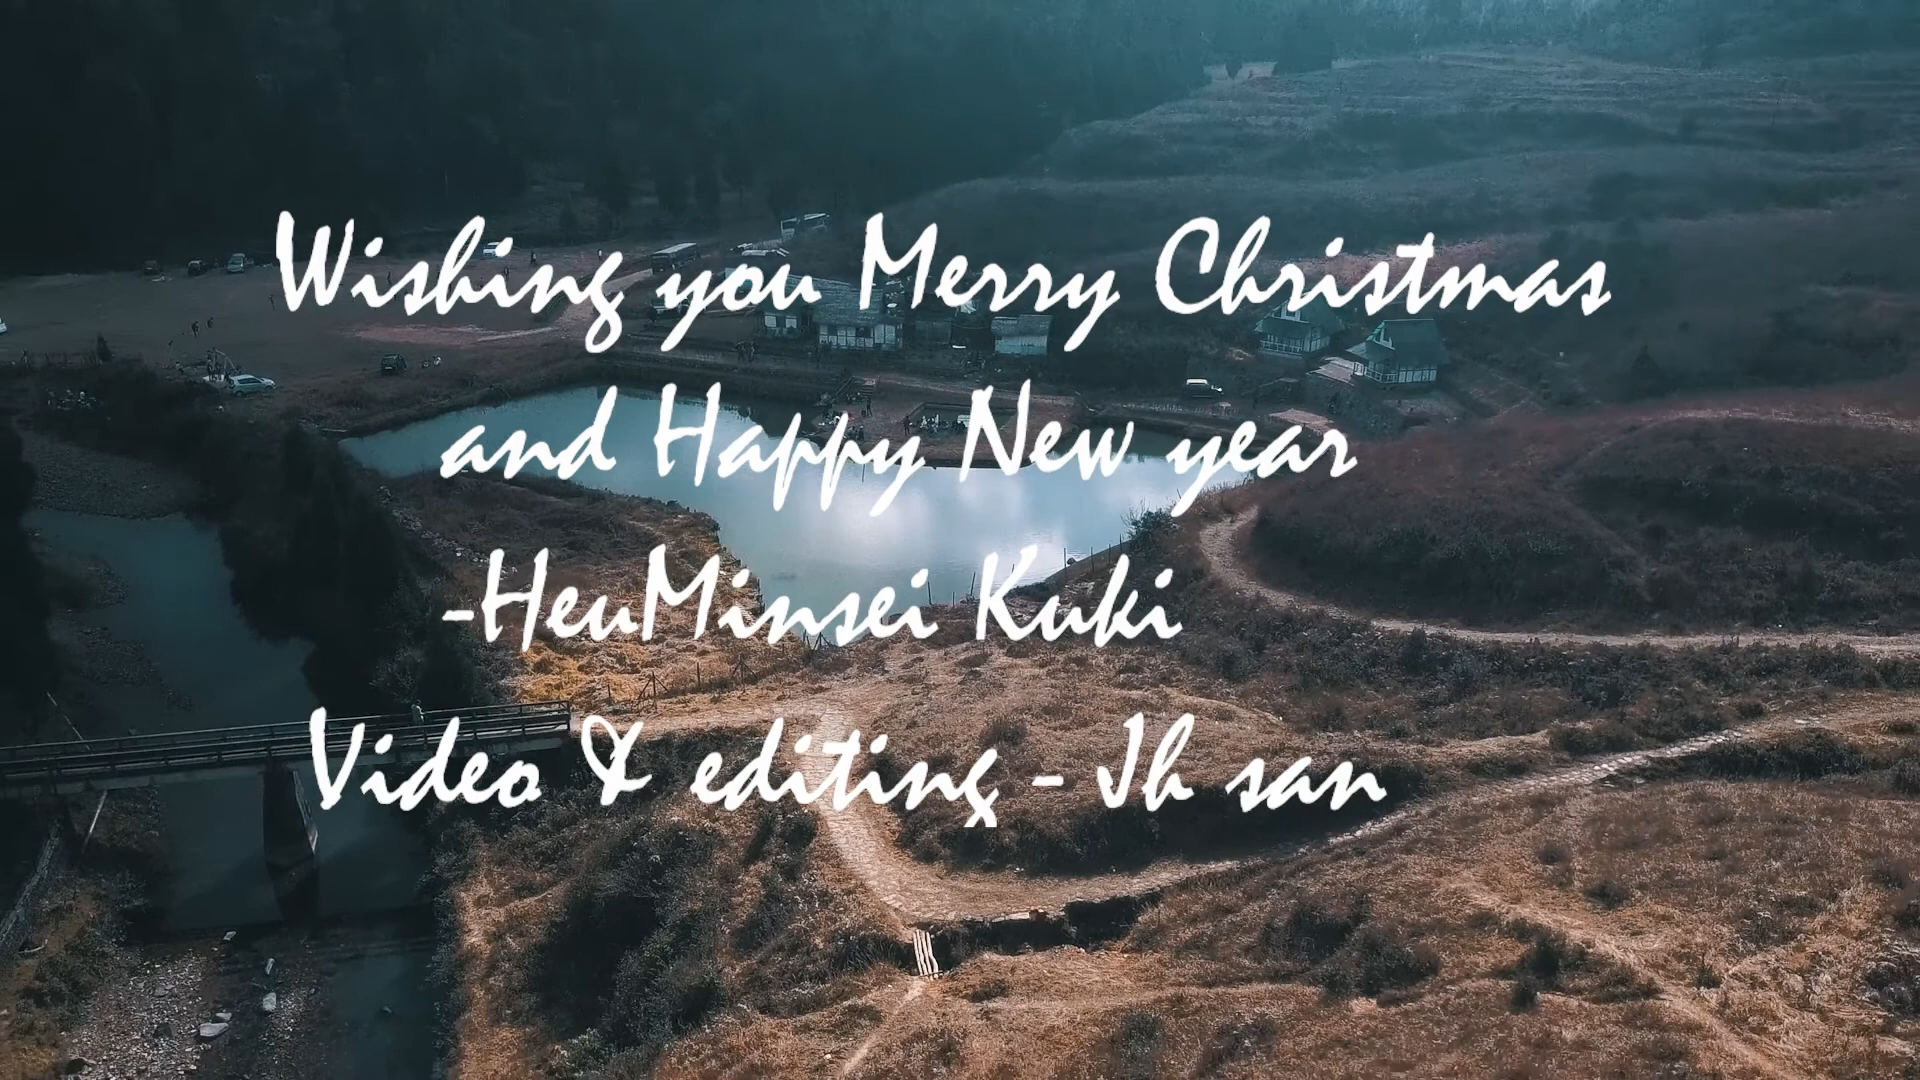 Wishing you Merry Christmas
and Happy New year
-HeuMinsei Kuki
Video & editing - Jh san